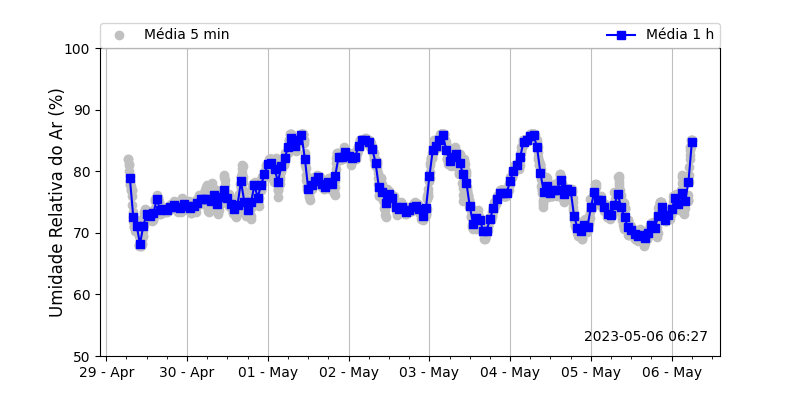 Média 5 min
Média 1 h
100
90
80
70
60
50
Umidade Relativa do Ar (%)
2023-05-06 06:27
29 - Apr
30 - Apr
01 - May
02 - May
03 - May
04 - May
05 - May
06 - May